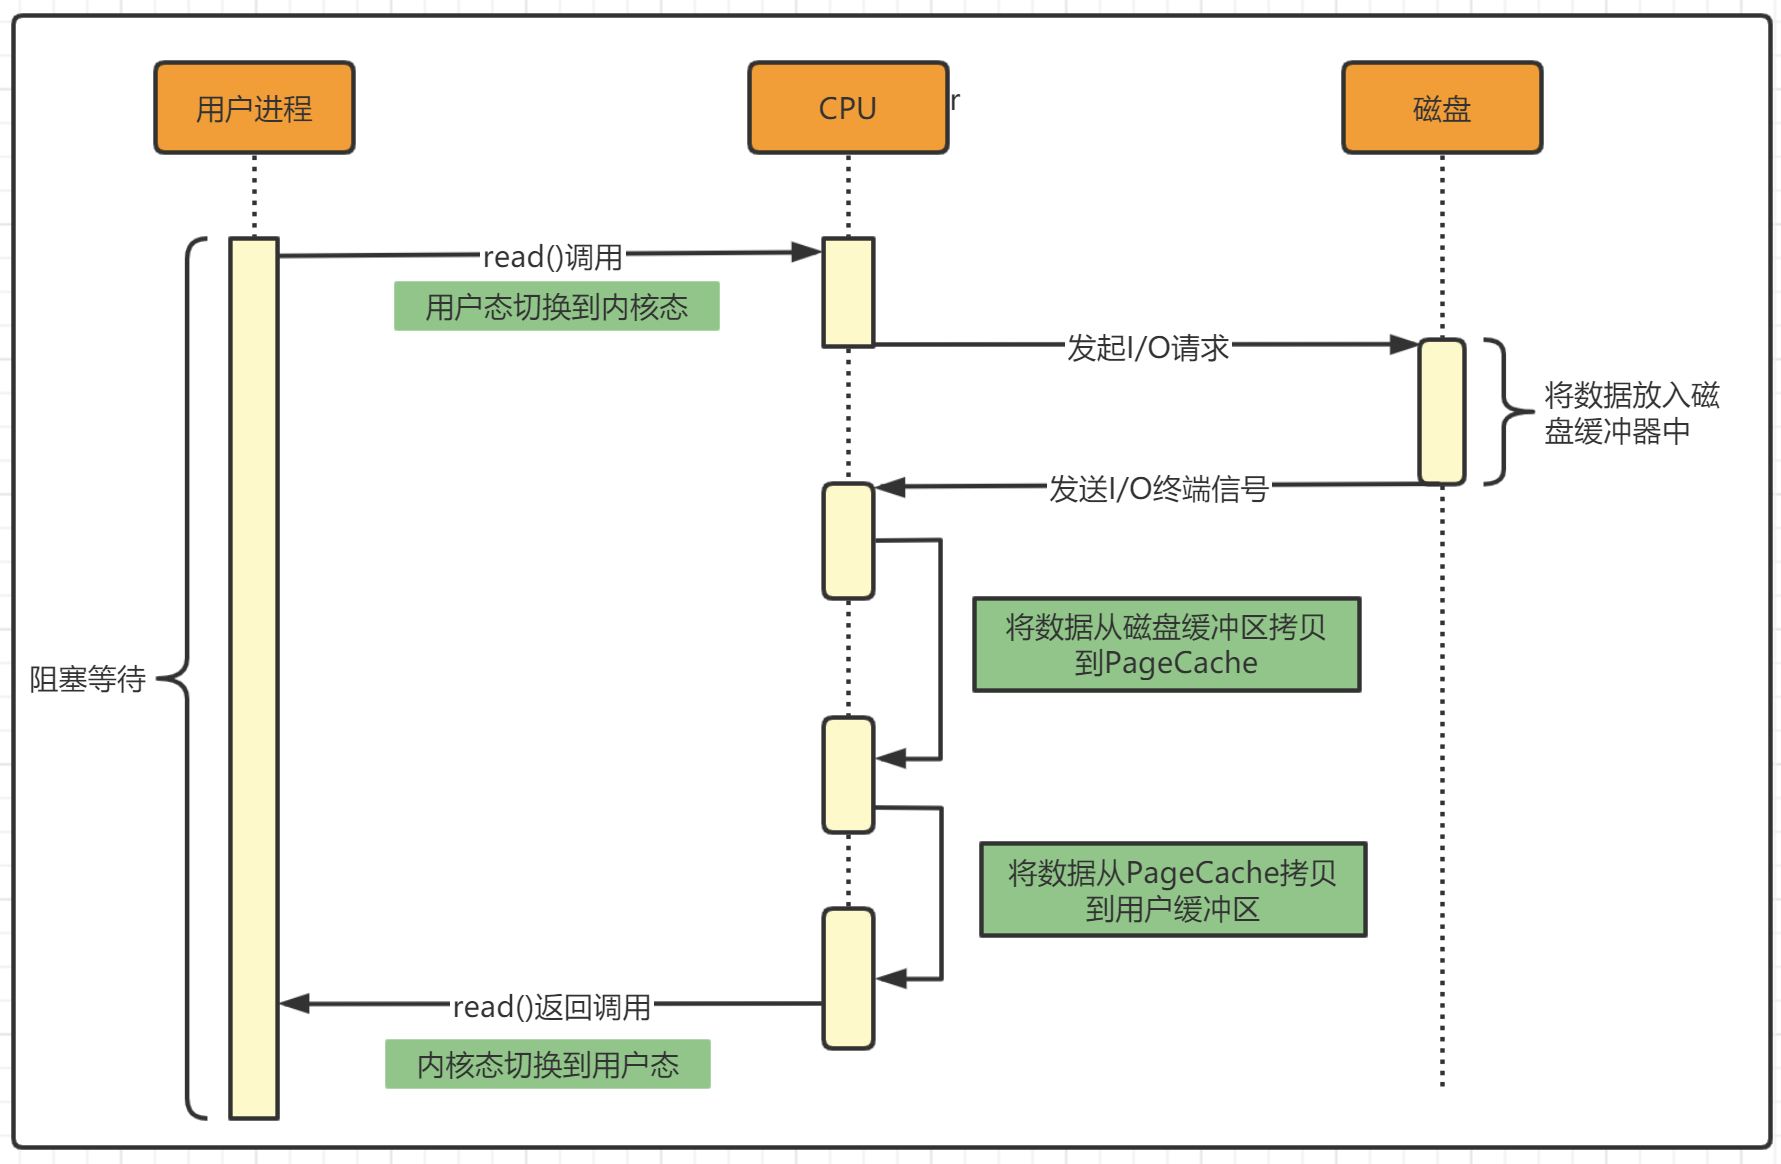 用户进程
CPU
r
磁盘
read()调用
用户态切换到内核态
发起I/O请求
将数据放入磁
盘缓冲器中
发送I/O终端信号
将数据从磁盘缓冲区拷贝
到PageCache
阻塞等待
将数据从PageCache拷贝
到用户缓冲区
read()返回调用
内核态切换到用户态